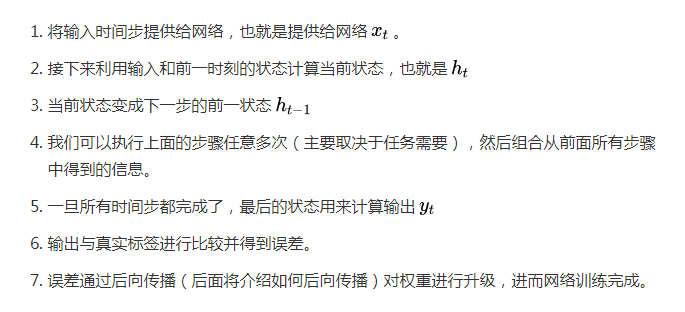 1. 将输入时间步提供给网络，也就是提供给网络 xₜ 。
2. 接下来利用输入和前一时刻的状态计算当前状态，也就是 hₜ
3. 当前状态变成下一步的前一状态 hₜ₋₁
4. 我们可以执行上面的步骤任意多次（主要取决于任务需要），然后组合从前面所有步骤
中得到的信息。
5. 一旦所有时间步都完成了，最后的状态用来计算输出 yₜ
6. 输出与真实标签进行比较并得到误差。
7. 误差通过后向传播（后面将介绍如何后向传播）对权重进行升级，进而网络训练完成。